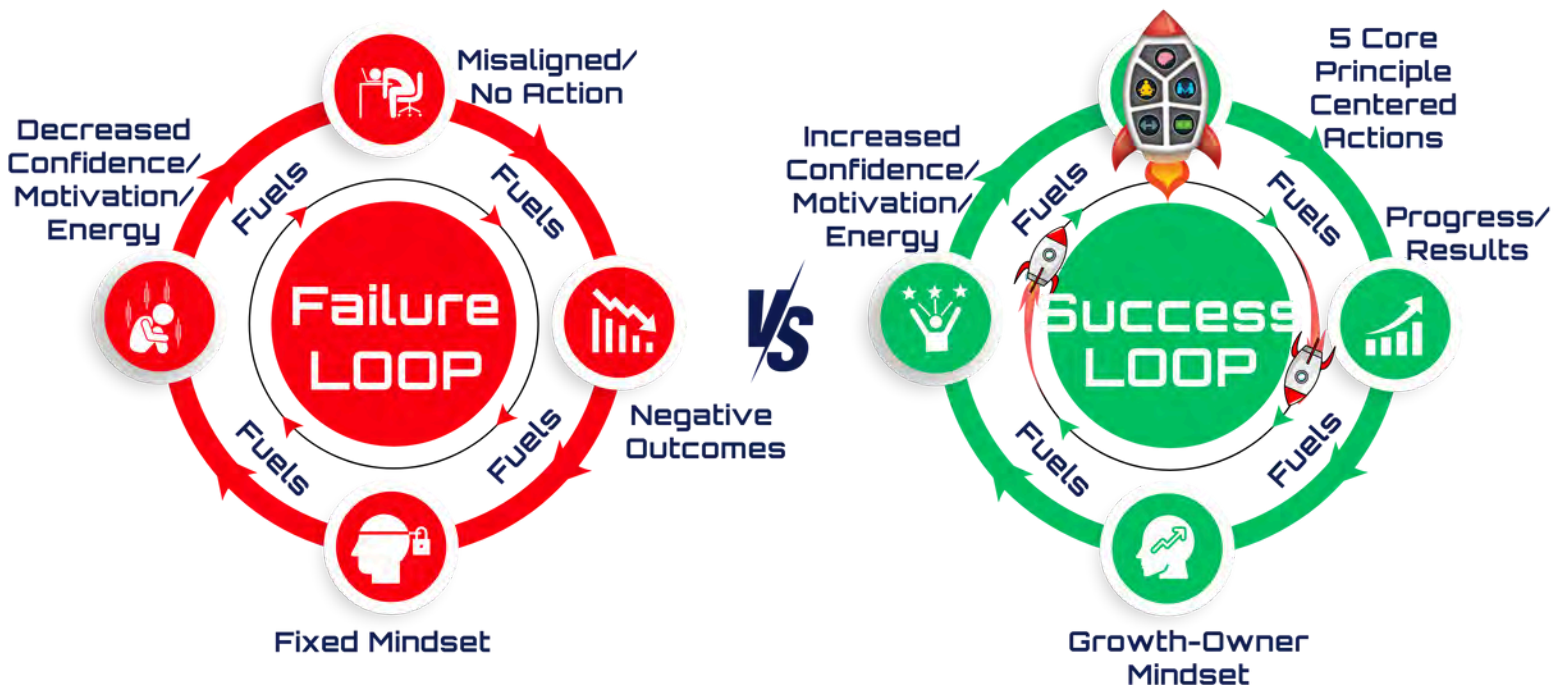 Misaligned/
No Action
Decreased
Confidence/
Motivation/
Energy
Fuels
Fuels
Failure
LOOP
Fuels
Fuels
Negative
Outcomes
Fixed Mindset
VS
5 Core
Principle
Centered
Actions
Increased
Confidence/
Motivation/
Energy
Fuels
Fuels
Progress/
Results
Success
LOOP
Fuels
Fuels
Growth-Owner
Mindset